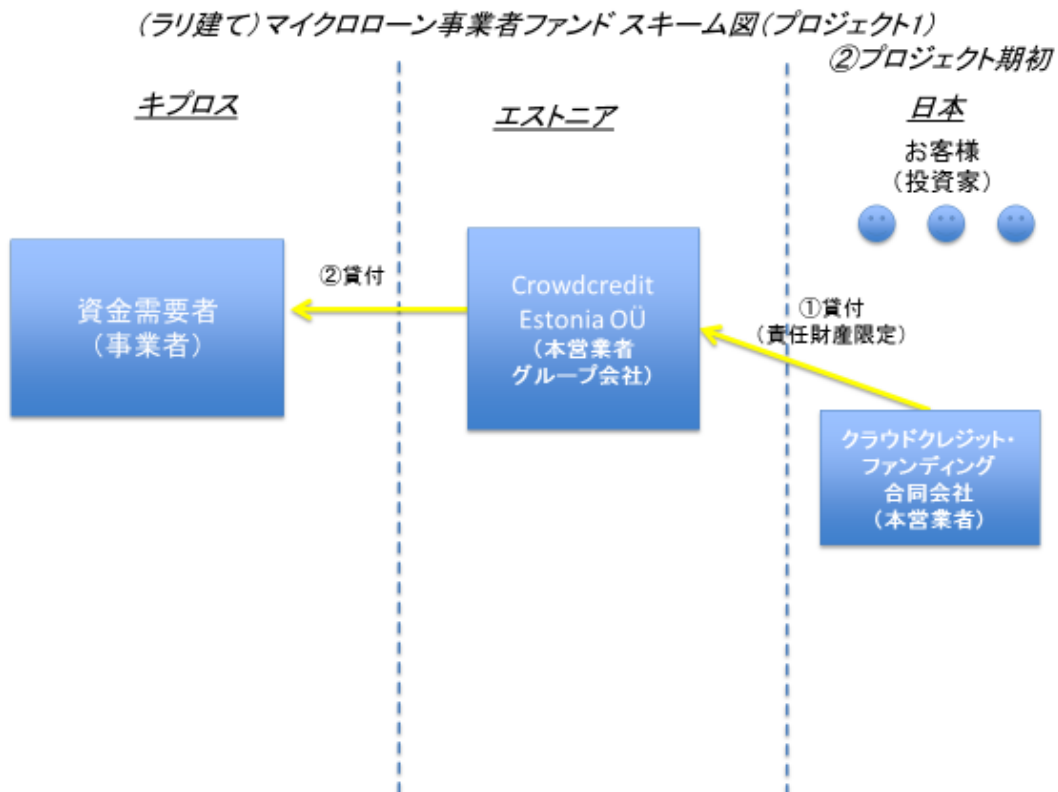 (ラリ建て)マイクロローン事業者ファンド スキーム図(プロジェクト1)
②プロジェクト期初
キプロス
エストニア
日本
お客様
(投資家)
資金需要者
(事業者)
②貸付
Crowdcredit
Estonia OÜ
(本営業者
グループ会社)
①貸付
(責任財産限定)
クラウドクレジット・
ファンディング
合同会社
(本営業者)